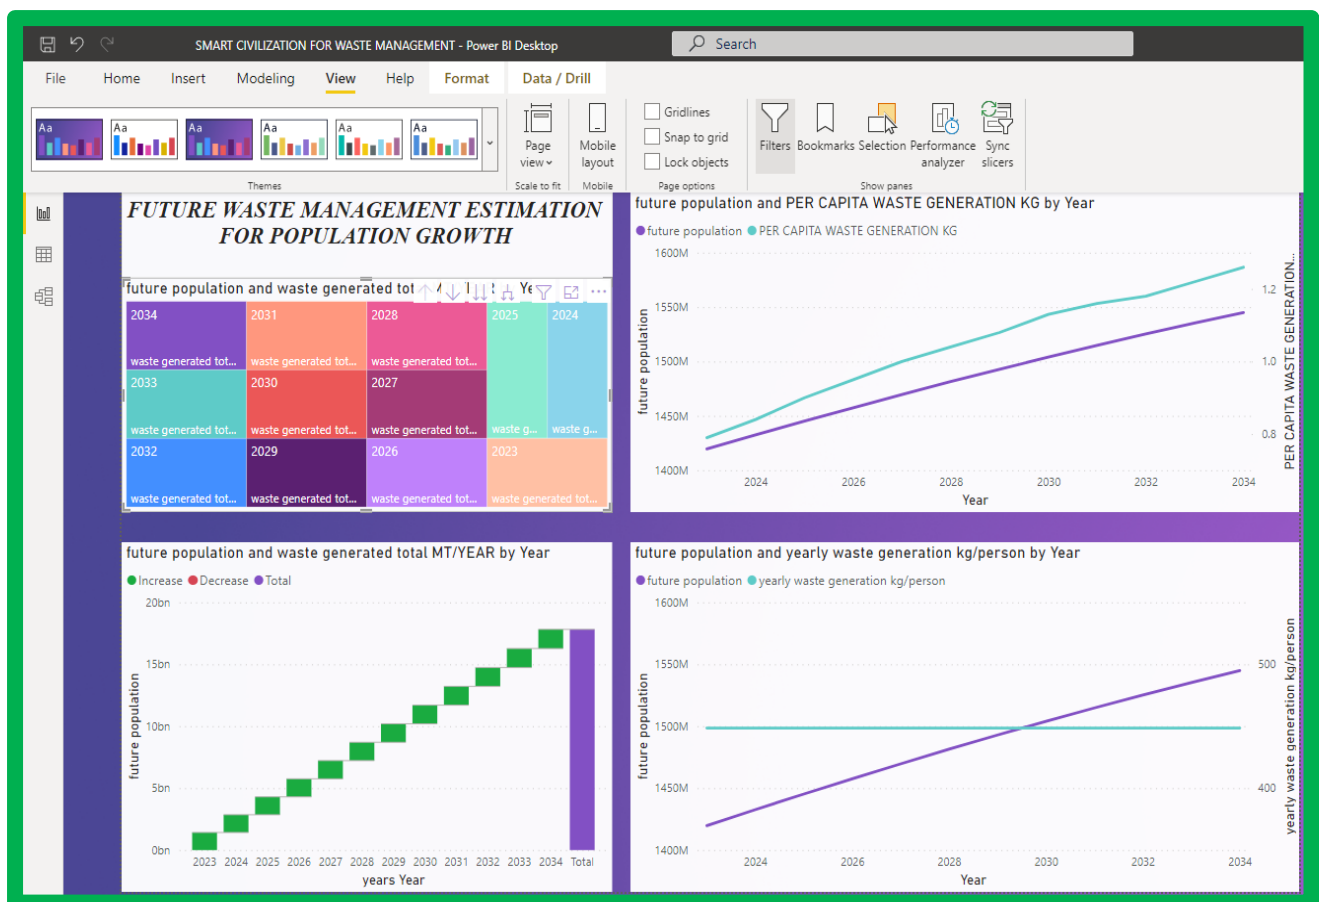 SMART CIVILIZATION FOR WASTE MANAGEMENT - Power BI Desktop
Search
File Home Insert Modeling View Help Format Data / Drill
Aa Aa Aa Aa Aa Aa
Page view
Mobile layout
Gridlines
Snap to grid
Lock objects
Filters Bookmarks Selection Performance analyzer Sync slicers
Themes Scale to fit Mobile Page options Show panes
FUTURE WASTE MANAGEMENT ESTIMATION
FOR POPULATION GROWTH
future population and waste generated tot
2034 2031 2028 2025 2024
waste generated tot... waste generated tot... waste generated tot...
2033 2030 2027
waste generated tot... waste generated tot... waste generated tot... waste g... waste g...
2032 2029 2026 2023
waste generated tot... waste generated tot... waste generated tot... waste generated tot...
future population and PER CAPITA WASTE GENERATION KG by Year
future population PER CAPITA WASTE GENERATION KG
1600M
1550M
1500M
1450M
1400M
future population
1.2
1.0
0.8
PER CAPITA WASTE GENERATION...
2024 2026 2028 2030 2032 2034
Year
future population and waste generated total MT/YEAR by Year
Increase Decrease Total
20bn
15bn
10bn
5bn
0bn
future population
2023 2024 2025 2026 2027 2028 2029 2030 2031 2032 2033 2034 Total
years Year
future population and yearly waste generation kg/person by Year
future population yearly waste generation kg/person
1600M
1550M
1500M
1450M
1400M
future population
500
400
yearly waste generation kg/person
2024 2026 2028 2030 2032 2034
Year